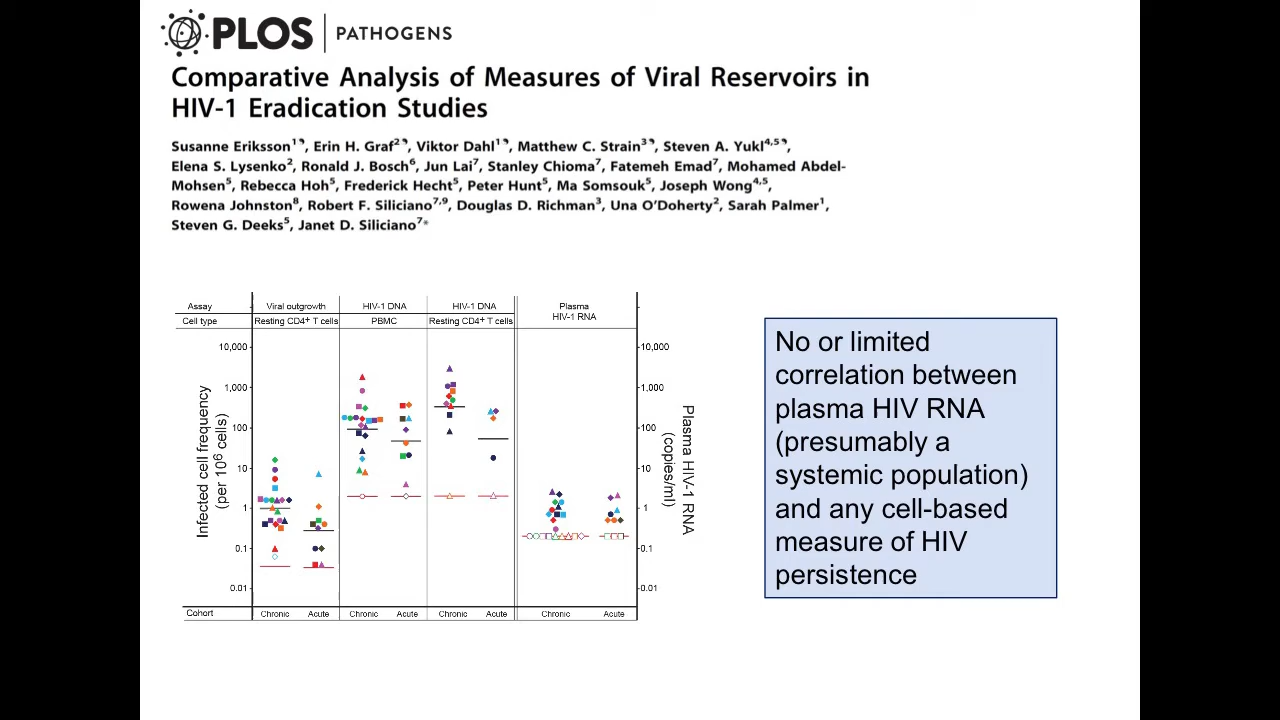 PLOS | PATHOGENS
Comparative Analysis of Measures of Viral Reservoirs in
HIV-1 Eradication Studies
Susanne Eriksson1⁹, Erin H. Graf2⁹, Viktor Dahl1⁹, Matthew C. Strain3⁹, Steven A. Yukl4,5⁹,
Elena S. Lysenko2, Ronald J. Bosch6, Jun Lai7, Stanley Chioma7, Fatemeh Emad7, Mohamed Abdel-
Mohsen5, Rebecca Hoh5, Frederick Hecht5, Peter Hunt5, Ma Somsouk5, Joseph Wong4,5,
Rowena Johnston8, Robert F. Siliciano7,9, Douglas D. Richman3, Una O'Doherty2, Sarah Palmer1,
Steven G. Deeks5, Janet D. Siliciano7*
Assay Viral outgrowth HIV-1 DNA HIV-1 DNA Plasma
HIV-1 RNA
Cell type Resting CD4+ T cells PBMC Resting CD4+ T cells
Infected cell frequency
(per 10^6 cells)
10,000
1,000
100
10
1
0.1
0.01
10,000
1,000
100
10
1
0.1
0.01
Plasma HIV-1 RNA
(copies/ml)
Cohort Chronic Acute Chronic Acute Chronic Acute Chronic Acute
No or limited
correlation between
plasma HIV RNA
(presumably a
systemic population)
and any cell-based
measure of HIV
persistence